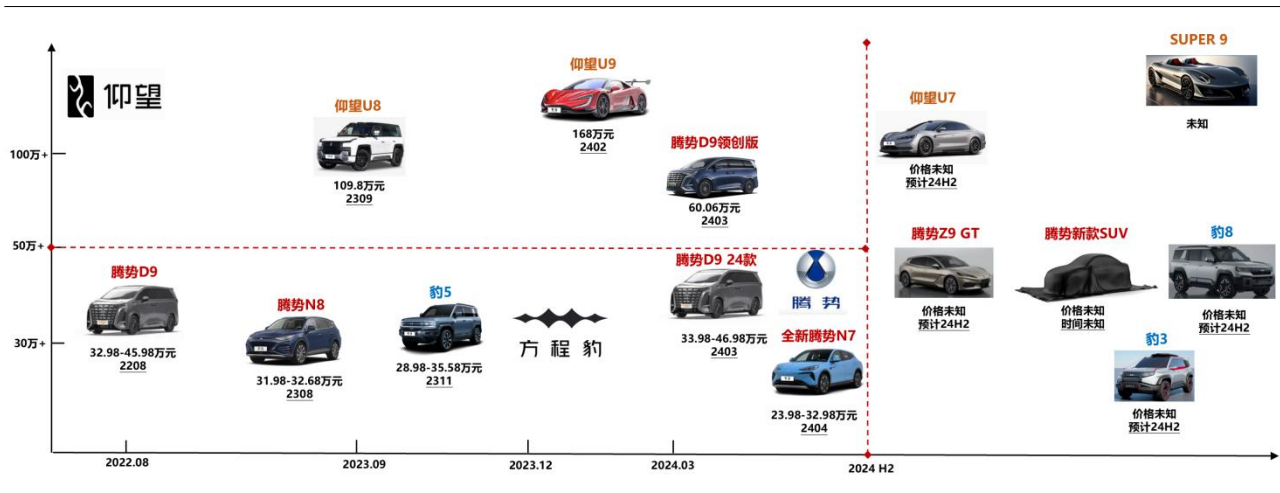 SUPER 9
仰望U9
仰望
仰望U8
仰望U7
未知
168万元
2402
腾势D9领创版
100万+
价格未知
预计24H2
109.8万元
2309
60.06万元
2403
50万+
腾势D9
腾势N8
豹5
腾势D9 24款
腾势
腾势Z9 GT
腾势新款SUV
豹8
方程豹
30万+
32.98-45.98万元
2208
31.98-32.68万元
2308
28.98-35.58万元
2311
33.98-46.98万元
2403
全新腾势N7
23.98-32.98万元
2404
价格未知
预计24H2
价格未知
时间未知
价格未知
预计24H2
豹3
价格未知
预计24H2
2022.08
2023.09
2023.12
2024.03
2024 H2